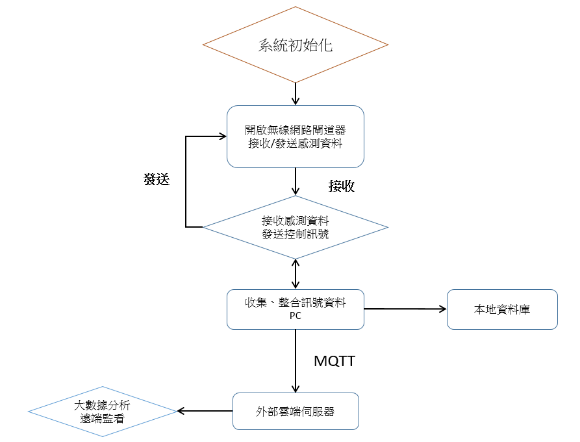 系統初始化
開啟無線網路閘道器
接收/發送感測資料
發送
接收
接收感測資料
發送控制訊號
收集、整合訊號資料
PC
本地資料庫
MQTT
大數據分析
遠端監看
外部雲端伺服器